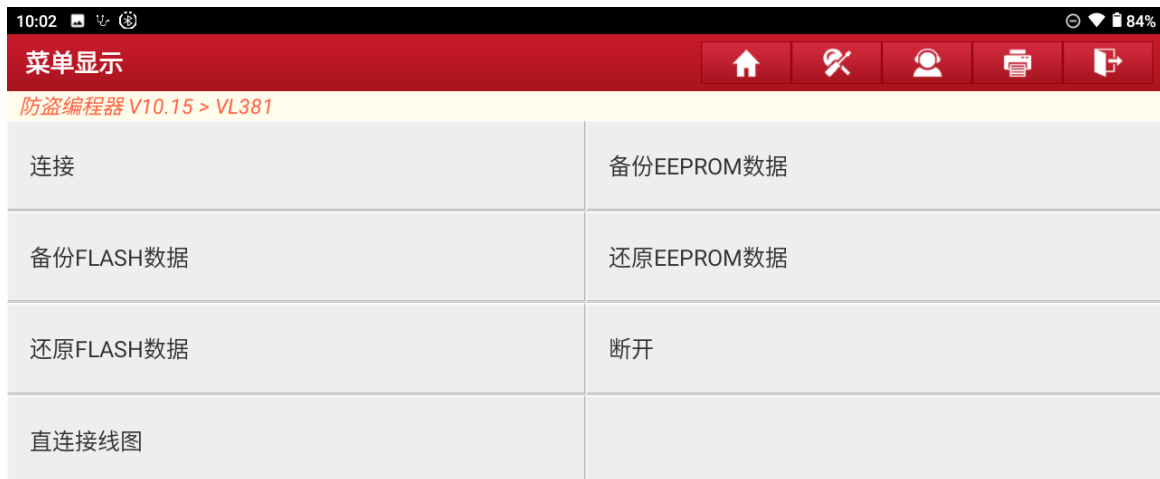 10:02 84%
菜单显示
防盗编程器 V10.15 > VL381
连接 备份EEPROM数据
备份FLASH数据 还原EEPROM数据
还原FLASH数据 断开
直连接线图